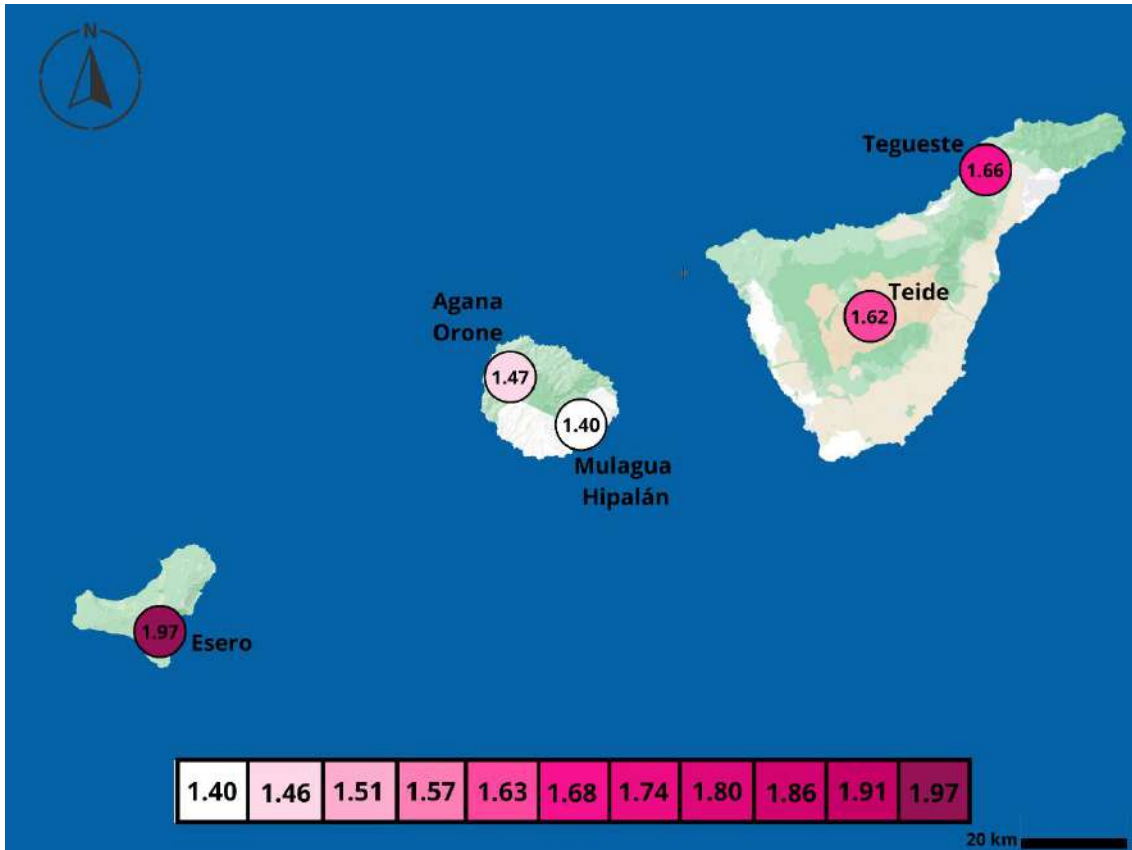 N
Tegueste
1.66
Teide
1.62
Agana
Orone
1.47
1.40
Mulagua
Hipalán
1.97
Esero
1.40 1.46 1.51 1.57 1.63 1.68 1.74 1.80 1.86 1.91 1.97
20 km